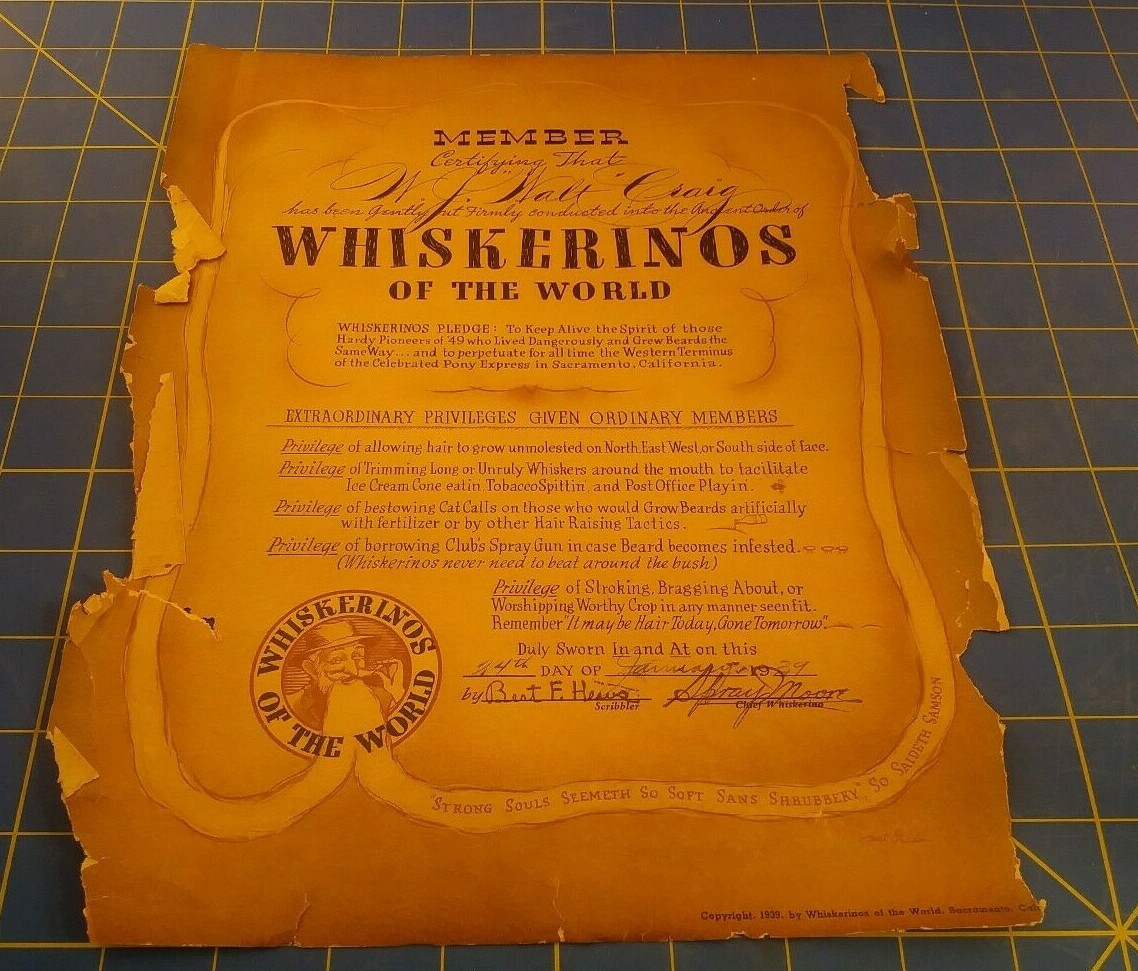 MEMBER
Certifying That
W. J. "Walt" Craig
has been Gently but Firmly conducted into the Ancient Order of
WHISKERINOS
OF THE WORLD
WHISKERINOS PLEDGE: To Keep Alive the Spirit of those
Hardy Pioneers of '49 who Lived Dangerously and Grew Beards the
Same Way... and to perpetuate for all time the Western Terminus
of the Celebrated Pony Express in Sacramento, California.
EXTRAORDINARY PRIVILEGES GIVEN ORDINARY MEMBERS
Privilege of allowing hair to grow unmolested on North, East West, or South side of face.
Privilege of Trimming Long or Unruly Whiskers around the mouth to facilitate
Ice Cream Cone eatin, Tobacco Spittin, and Post Office Playin.
Privilege of bestowing Cat Calls on those who would Grow Beards artificially
with fertilizer or by other Hair Raising Tactics.
Privilege of borrowing Club's Spray Gun in case Beard becomes infested.
(Whiskerinos never need to beat around the bush)
Privilege of Stroking, Bragging About, or
Worshipping Worthy Crop in any manner seen fit.
Remember "It may be Hair Today, Gone Tomorrow".
Duly Sworn In and At on this
24th DAY OF January 1939
by Bert F. Hews Spray Moon
Scribbler Chief Whiskerino
WHISKERINOS
OF THE WORLD
"STRONG SOULS SEEMETH SO SOFT SANS SHRUBBERY", SO SAIDETH SAMSON
Copyright, 1939, by Whiskerinos of the World, Sacramento,